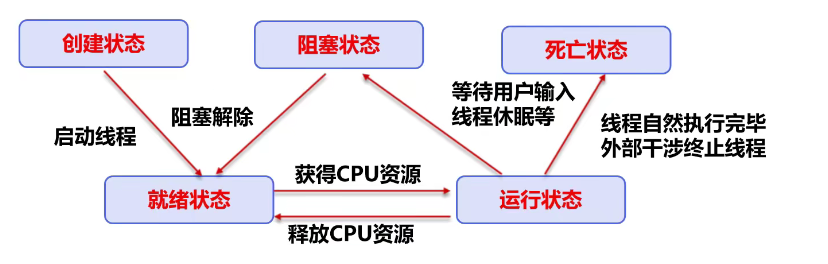 创建状态
阻塞状态
死亡状态
启动线程
阻塞解除
等待用户输入
线程休眠等
线程自然执行完毕
外部干涉终止线程
就绪状态
获得CPU资源
运行状态
释放CPU资源